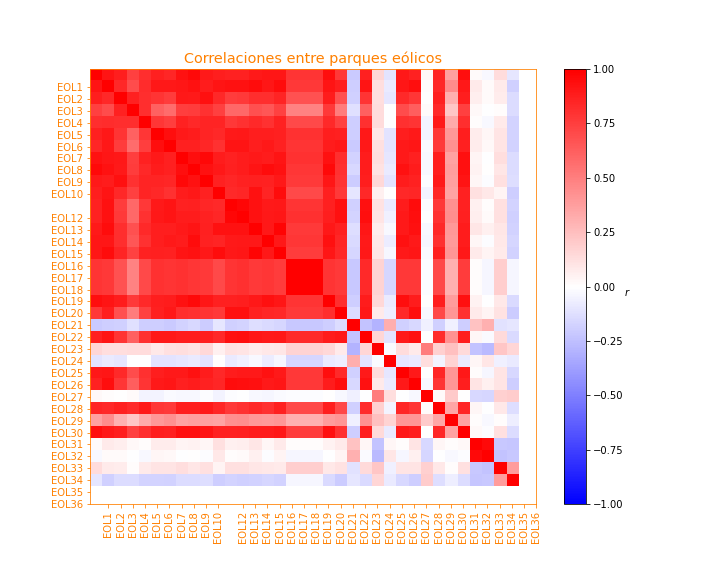 Correlaciones entre parques eólicos
EOL1
EOL2
EOL3
EOL4
EOL5
EOL6
EOL7
EOL8
EOL9
EOL10
EOL12
EOL13
EOL14
EOL15
EOL16
EOL17
EOL18
EOL19
EOL20
EOL21
EOL22
EOL23
EOL24
EOL25
EOL26
EOL27
EOL28
EOL29
EOL30
EOL31
EOL32
EOL33
EOL34
EOL35
EOL36
EOL1
EOL2
EOL3
EOL4
EOL5
EOL6
EOL7
EOL8
EOL9
EOL10
EOL12
EOL13
EOL14
EOL15
EOL16
EOL17
EOL18
EOL19
EOL20
EOL21
EOL22
EOL23
EOL24
EOL25
EOL26
EOL27
EOL28
EOL29
EOL30
EOL31
EOL32
EOL33
EOL34
EOL35
EOL36
1.00
0.75
0.50
0.25
0.00
−0.25
−0.50
−0.75
−1.00
r